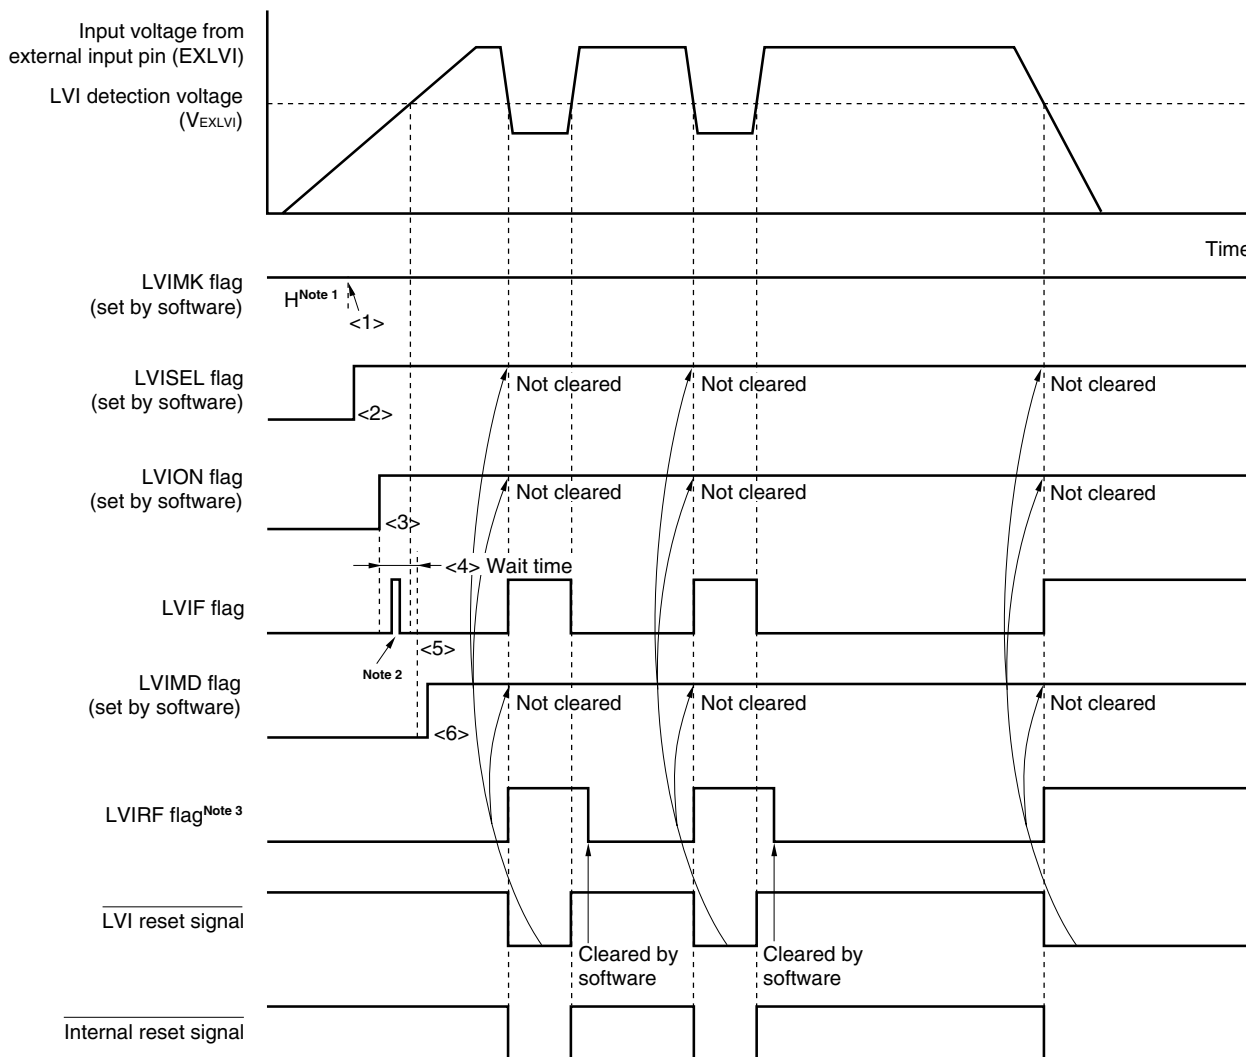 Input voltage from
external input pin (EXLVI)
LVI detection voltage
(VEXLVI)
Time
LVIMK flag
(set by software)
HNote 1
<1>
LVISEL flag
(set by software)
<2>
Not cleared
Not cleared
Not cleared
LVION flag
(set by software)
<3>
Not cleared
Not cleared
Not cleared
<4> Wait time
LVIF flag
Note 2
<5>
LVIMD flag
(set by software)
<6>
Not cleared
Not cleared
Not cleared
LVIRF flagNote 3
LVI reset signal
Cleared by
software
Cleared by
software
Internal reset signal